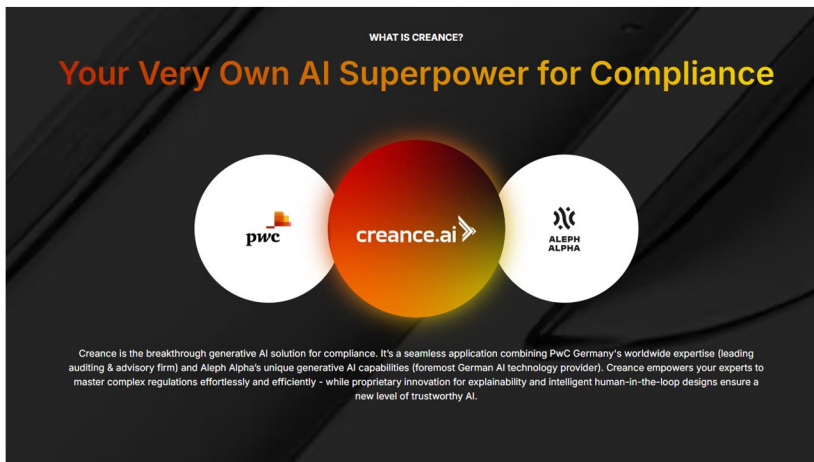 WHAT IS CREANCE?
Your Very Own AI Superpower for Compliance
pwc
creance.ai
ALEPH
ALPHA
Creance is the breakthrough generative AI solution for compliance. It's a seamless application combining PwC Germany's worldwide expertise (leading
auditing & advisory firm) and Aleph Alpha's unique generative AI capabilities (foremost German AI technology provider). Creance empowers your experts to
master complex regulations effortlessly and efficiently - while proprietary innovation for explainability and intelligent human-in-the-loop designs ensure a
new level of trustworthy AI.